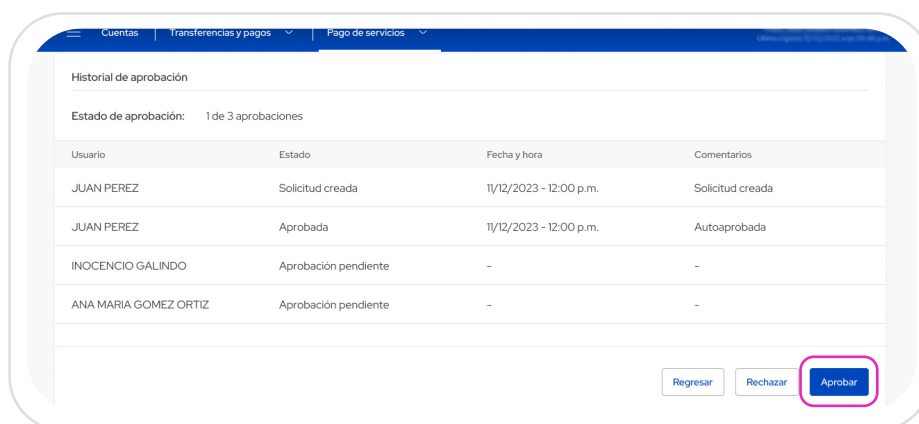 Cuentas Transferencias y pagos Pago de servicios
Historial de aprobación
Estado de aprobación: 1 de 3 aprobaciones
Usuario Estado Fecha y hora Comentarios
JUAN PEREZ Solicitud creada 11/12/2023 - 12:00 p.m. Solicitud creada
JUAN PEREZ Aprobada 11/12/2023 - 12:00 p.m. Autoaprobada
INOCENCIO GALINDO Aprobación pendiente - -
ANA MARIA GOMEZ ORTIZ Aprobación pendiente - -
Regresar Rechazar Aprobar